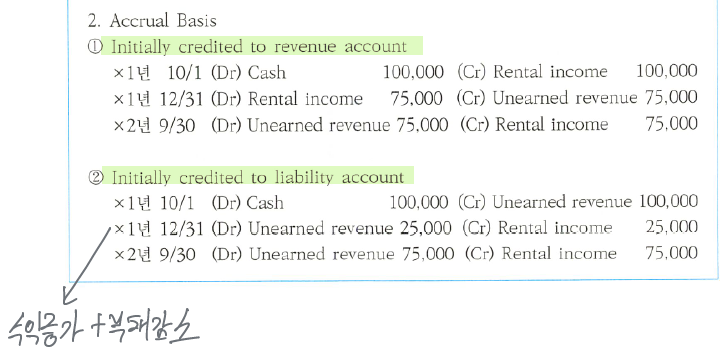 2. Accrual Basis
① Initially credited to revenue account
×1년 10/1 (Dr) Cash 100,000 (Cr) Rental income 100,000
×1년 12/31 (Dr) Rental income 75,000 (Cr) Unearned revenue 75,000
×2년 9/30 (Dr) Unearned revenue 75,000 (Cr) Rental income 75,000
② Initially credited to liability account
×1년 10/1 (Dr) Cash 100,000 (Cr) Unearned revenue 100,000
×1년 12/31 (Dr) Unearned revenue 25,000 (Cr) Rental income 25,000
×2년 9/30 (Dr) Unearned revenue 75,000 (Cr) Rental income 75,000
수익증가 + 부채감소